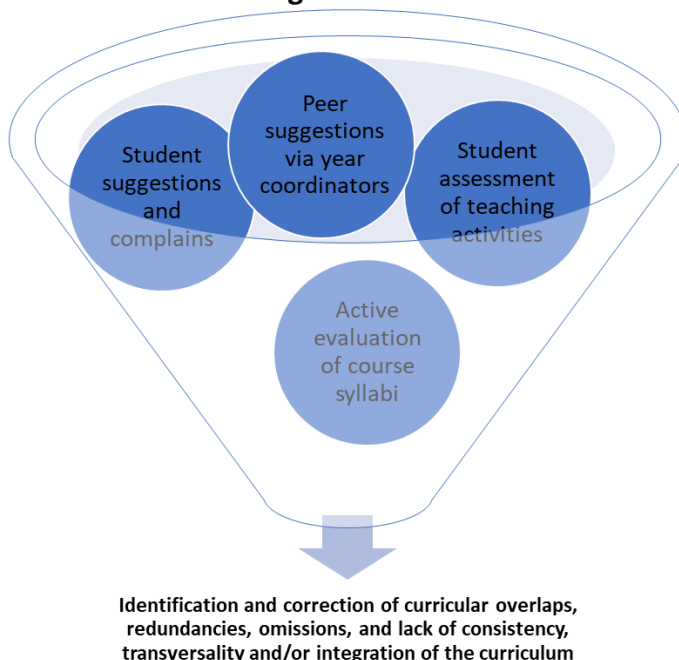 Peer
suggestions
via year
coordinators
Student
suggestions
and
complains
Student
assessment
of teaching
activities
Active
evaluation
of course
syllabi
Identification and correction of curricular overlaps,
redundancies, omissions, and lack of consistency,
transversality and/or integration of the curriculum